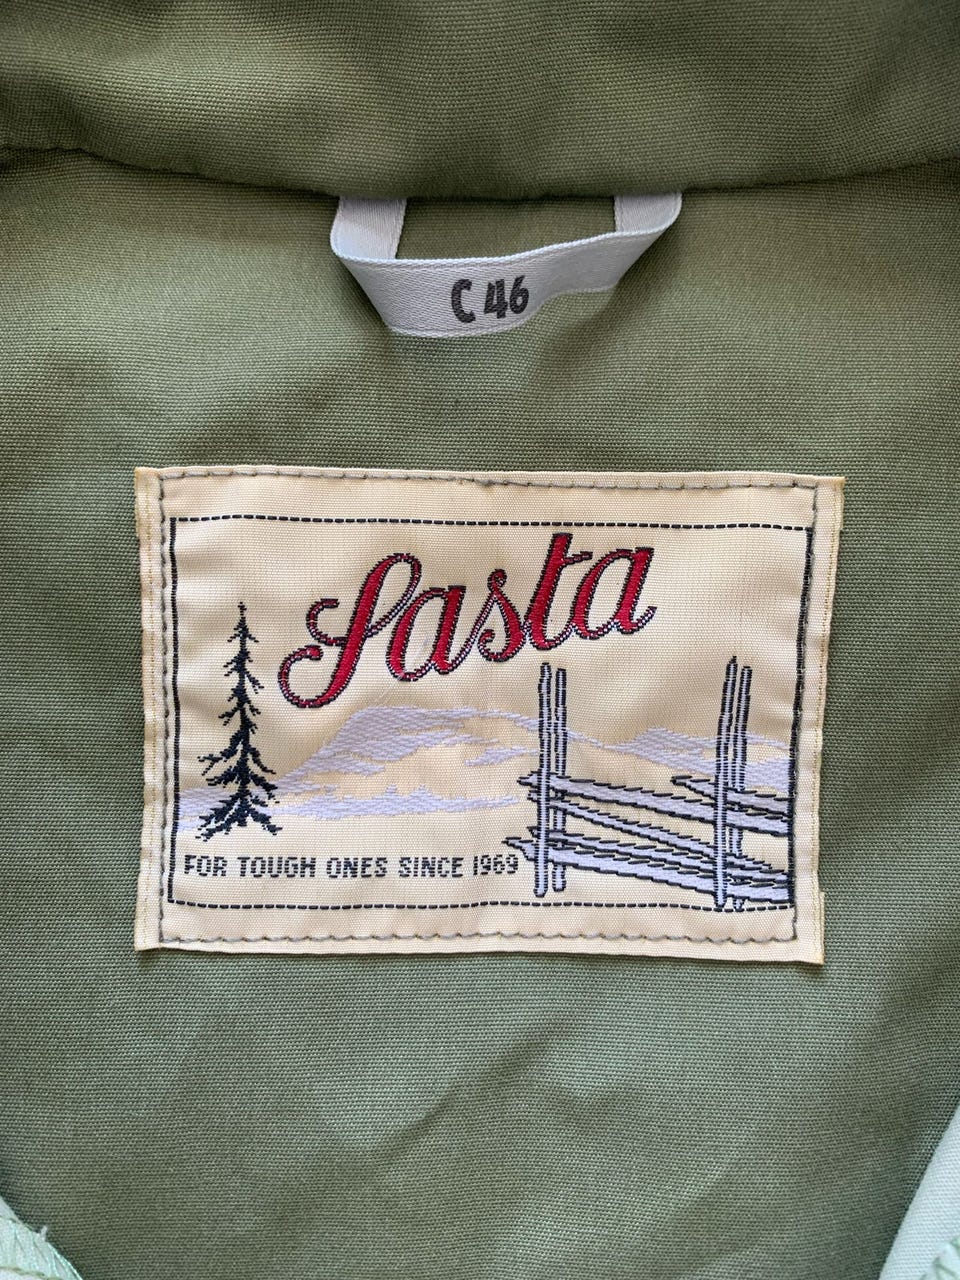 C 46
Sasta
FOR TOUGH ONES SINCE 1969